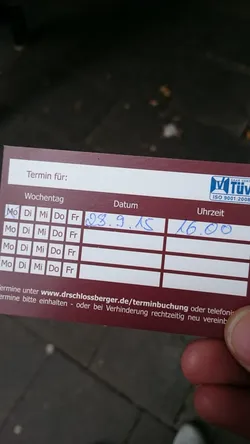 Termin für:
TÜV
ISO 9001:2008
Wochentag Datum Uhrzeit
Mo Di Mi Do Fr 28.9.15 16.00
Mo Di Mi Do Fr
Mo Di Mi Do Fr
Mo Di Mi Do Fr
Termine unter www.drschlossberger.de/terminbuchung oder telefoni
Termine bitte einhalten - oder bei Verhinderung rechtzeitig neu vereinb